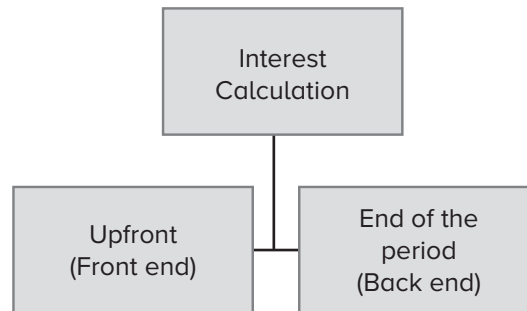 Interest
Calculation
Upfront
(Front end)
End of the
period
(Back end)